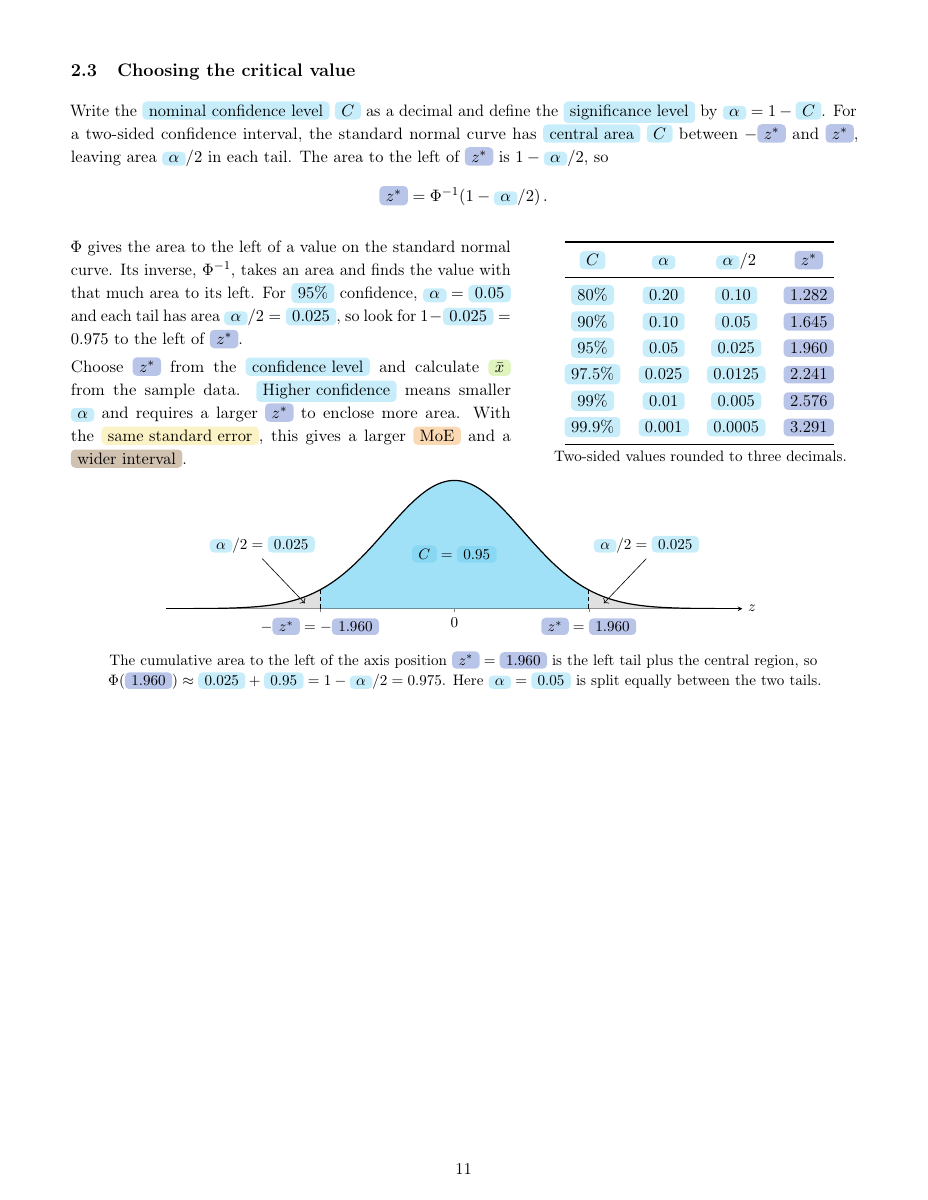 2.3 Choosing the critical value
Write the nominal confidence level C as a decimal and define the significance level by α = 1 − C. For
a two-sided confidence interval, the standard normal curve has central area C between −z* and z*,
leaving area α/2 in each tail. The area to the left of z* is 1 − α/2, so
z* = Φ⁻¹(1 − α/2).
Φ gives the area to the left of a value on the standard normal
curve. Its inverse, Φ⁻¹, takes an area and finds the value with
that much area to its left. For 95% confidence, α = 0.05
and each tail has area α/2 = 0.025, so look for 1− 0.025 =
0.975 to the left of z*.
Choose z* from the confidence level and calculate x̄
from the sample data. Higher confidence means smaller
α and requires a larger z* to enclose more area. With
the same standard error, this gives a larger MoE and a
wider interval.
C α α/2 z*
80% 0.20 0.10 1.282
90% 0.10 0.05 1.645
95% 0.05 0.025 1.960
97.5% 0.025 0.0125 2.241
99% 0.01 0.005 2.576
99.9% 0.001 0.0005 3.291
Two-sided values rounded to three decimals.
α/2 = 0.025
C = 0.95
α/2 = 0.025
z
−z* = −1.960
0
z* = 1.960
The cumulative area to the left of the axis position z* = 1.960 is the left tail plus the central region, so
Φ(1.960) ≈ 0.025 + 0.95 = 1 − α/2 = 0.975. Here α = 0.05 is split equally between the two tails.
11